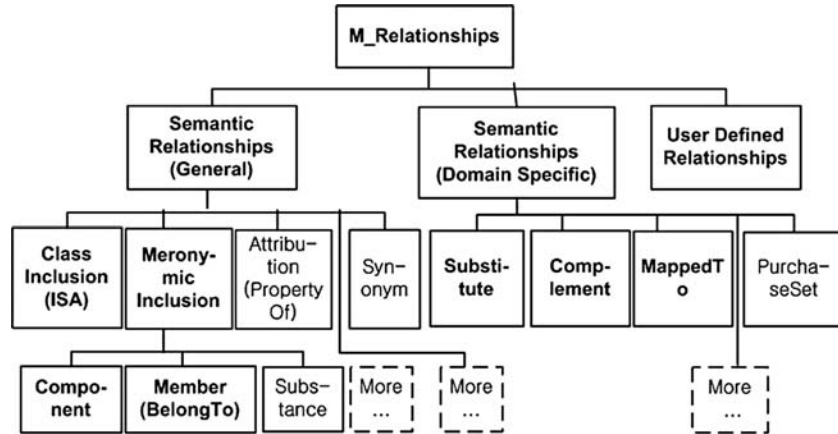 M_Relationships
Semantic
Relationships
(General)
Semantic
Relationships
(Domain Specific)
User Defined
Relationships
Class
Inclusion
(ISA)
Merony-
mic
Inclusion
Attribu-
tion
(Property
Of)
Syn-
onym
Substi-
tute
Comp-
lement
MappedT
o
Purcha-
seSet
Compo-
nent
Member
(BelongTo)
Subs-
tance
More
...
More
...
More
...